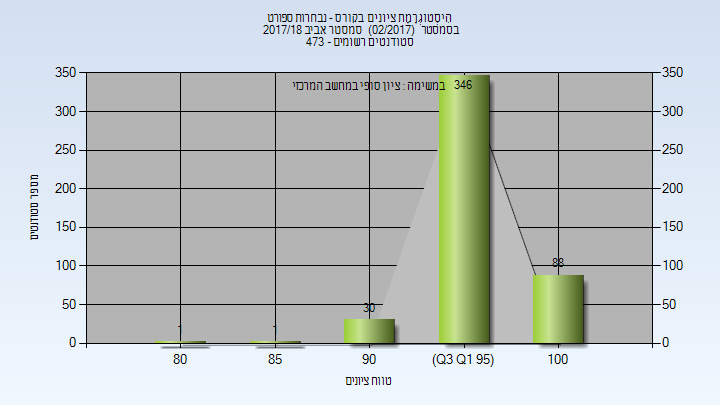 הִיסְטוֹגְרָמַת ציונים בקורס - נבחרות ספורט
בסמסטר (02/2017) סמסטר אביב 2017/18
סטודנטים רשומים - 473
במשימה : ציון סופי במחשב המרכזי
350 350
300 300
250 250
200 200
150 150
100 100
50 50
0 0
346
88
30
1
1
80 85 90 (Q3 Q1 95) 100
מספר סטודנטים
טווח ציונים